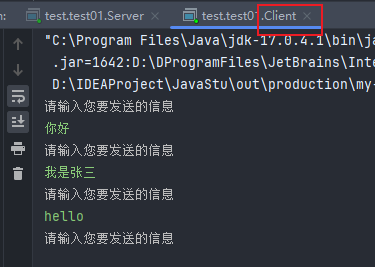 n: test.test01.Server × test.test01.Client ×
"C:\Program Files\Java\jdk-17.0.4.1\bin\ja
.jar=1642:D:\DProgramFiles\JetBrains\Inte
D:\IDEAProject\JavaStu\out\production\my-
请输入您要发送的信息
你好
请输入您要发送的信息
我是张三
请输入您要发送的信息
hello
请输入您要发送的信息